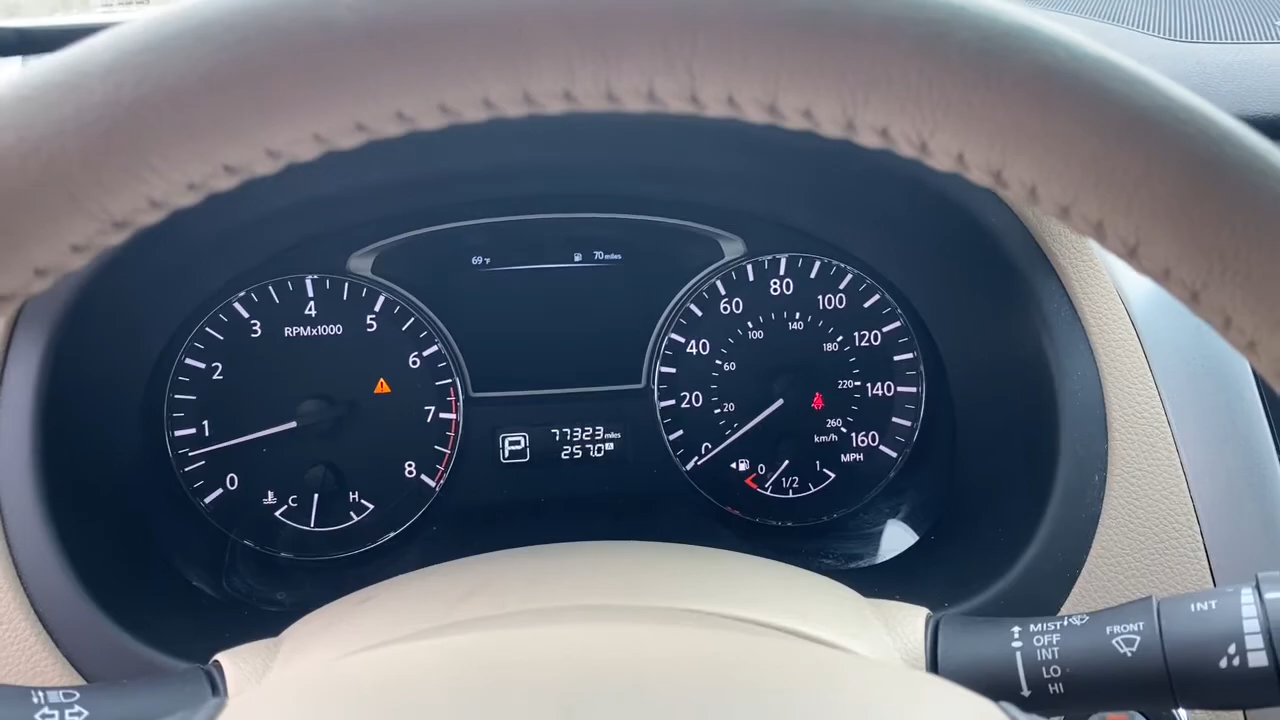 69°F 70 miles
0 1 2 3 4 5 6 7 8
RPMx1000
C H
P
77323 miles
257.0 A
0 20 40 60 80 100 120 140 160
20 60 100 140 180 220 260
km/h
MPH
0 1/2 1
MIST
OFF
INT
LO
HI
FRONT
INT